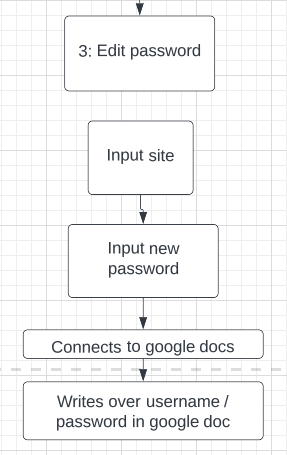 3: Edit password
Input site
Input new
password
Connects to google docs
Writes over username /
password in google doc